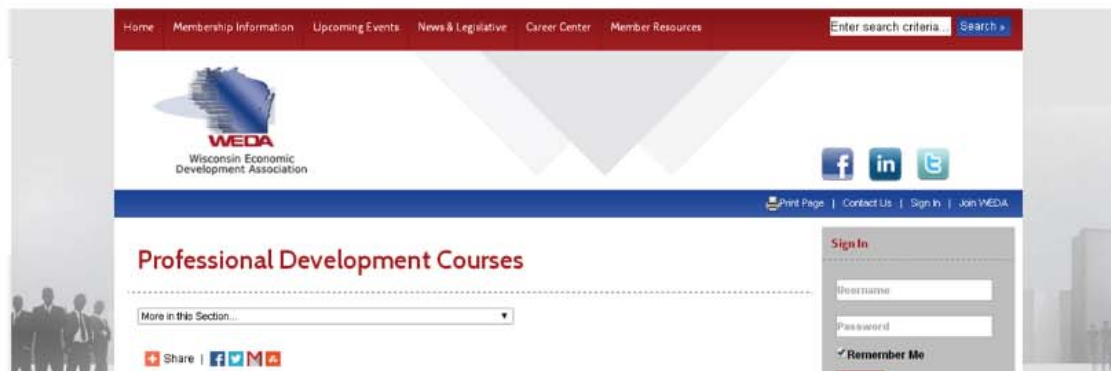 Home Membership Information Upcoming Events News & Legislative Career Center Member Resources Enter search criteria... Search »
WEDA
Wisconsin Economic
Development Association
Print Page | Contact Us | Sign In | Join WEDA
Professional Development Courses
More in this Section...
Share |
Sign In
Username
Password
Remember Me